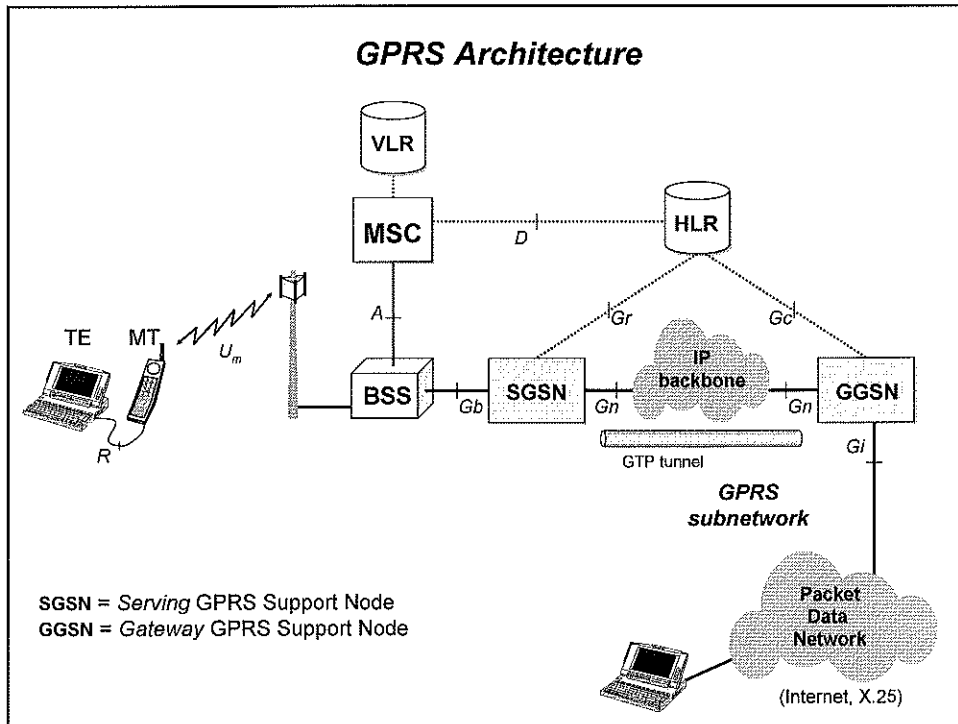 GPRS Architecture
VLR
MSC
D
HLR
A
Gr
Gc
TE
MT
Um
R
BSS
Gb
SGSN
Gn
IP
backbone
Gn
GGSN
GTP tunnel
Gi
GPRS
subnetwork
SGSN = Serving GPRS Support Node
GGSN = Gateway GPRS Support Node
Packet
Data
Network
(Internet, X.25)